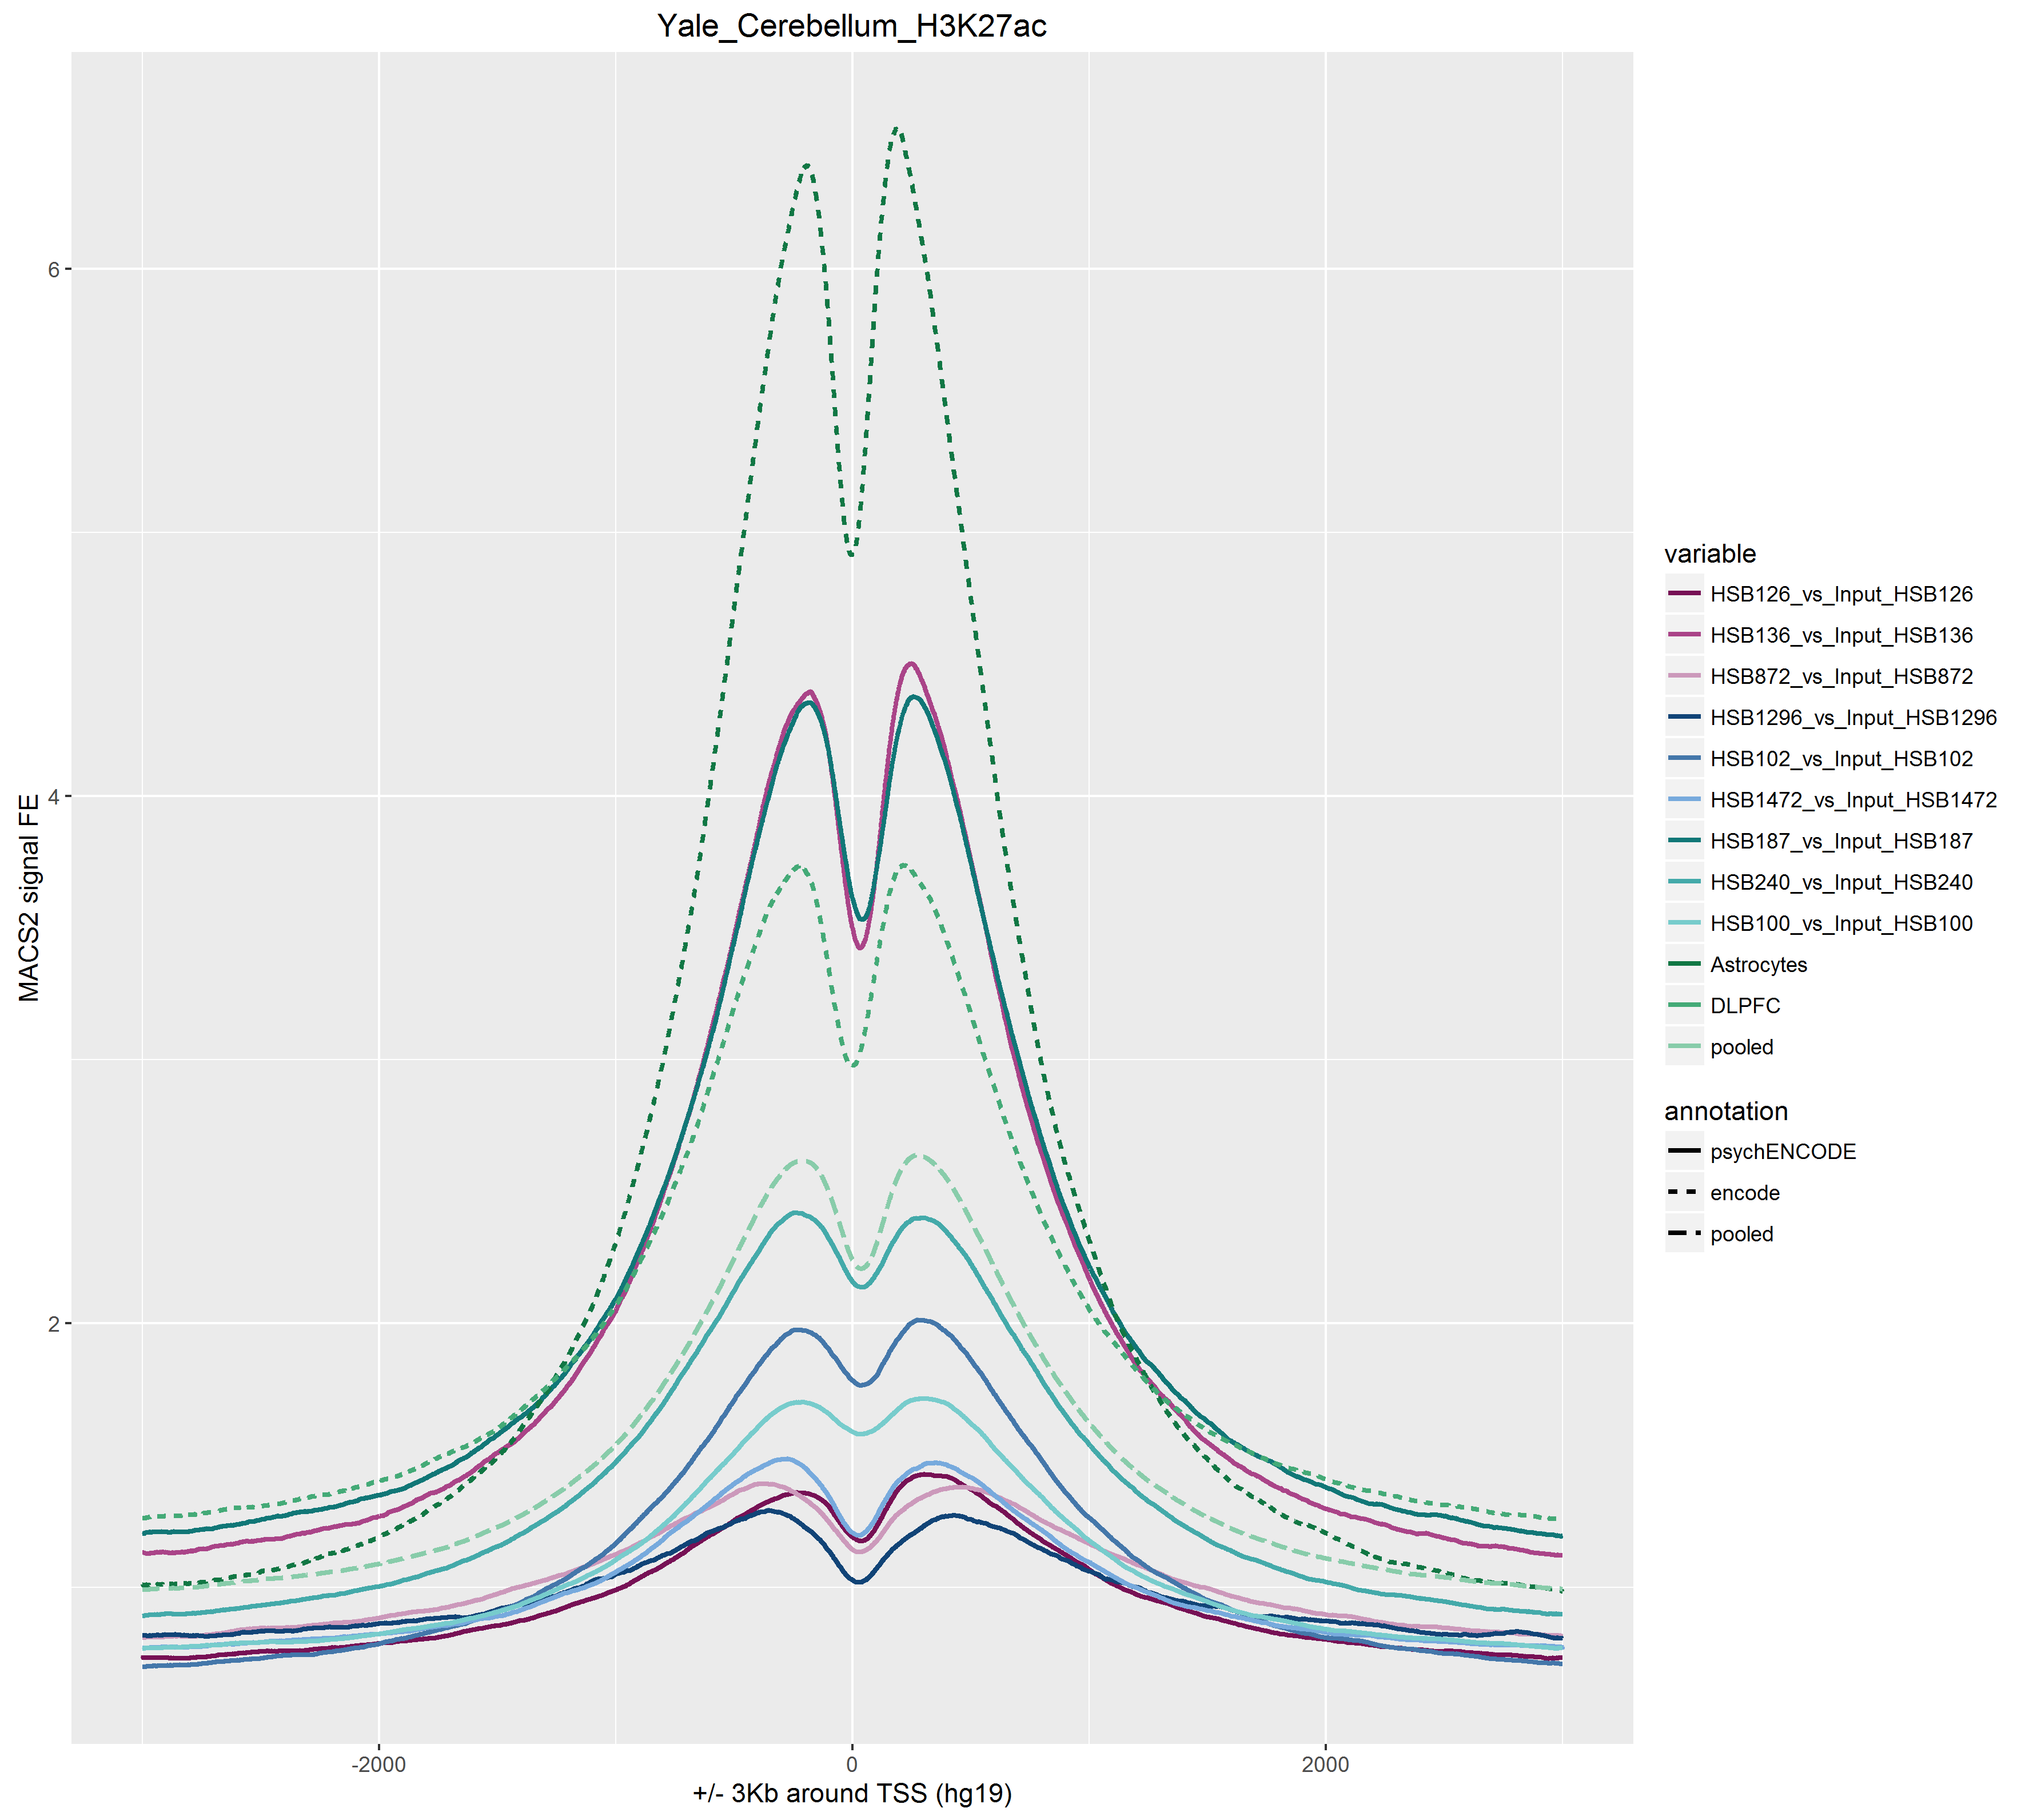 Yale_Cerebellum_H3K27ac
MACS2 signal FE
6
4
2
-2000
0
2000
+/- 3Kb around TSS (hg19)
variable
HSB126_vs_Input_HSB126
HSB136_vs_Input_HSB136
HSB872_vs_Input_HSB872
HSB1296_vs_Input_HSB1296
HSB102_vs_Input_HSB102
HSB1472_vs_Input_HSB1472
HSB187_vs_Input_HSB187
HSB240_vs_Input_HSB240
HSB100_vs_Input_HSB100
Astrocytes
DLPFC
pooled
annotation
psychENCODE
encode
pooled